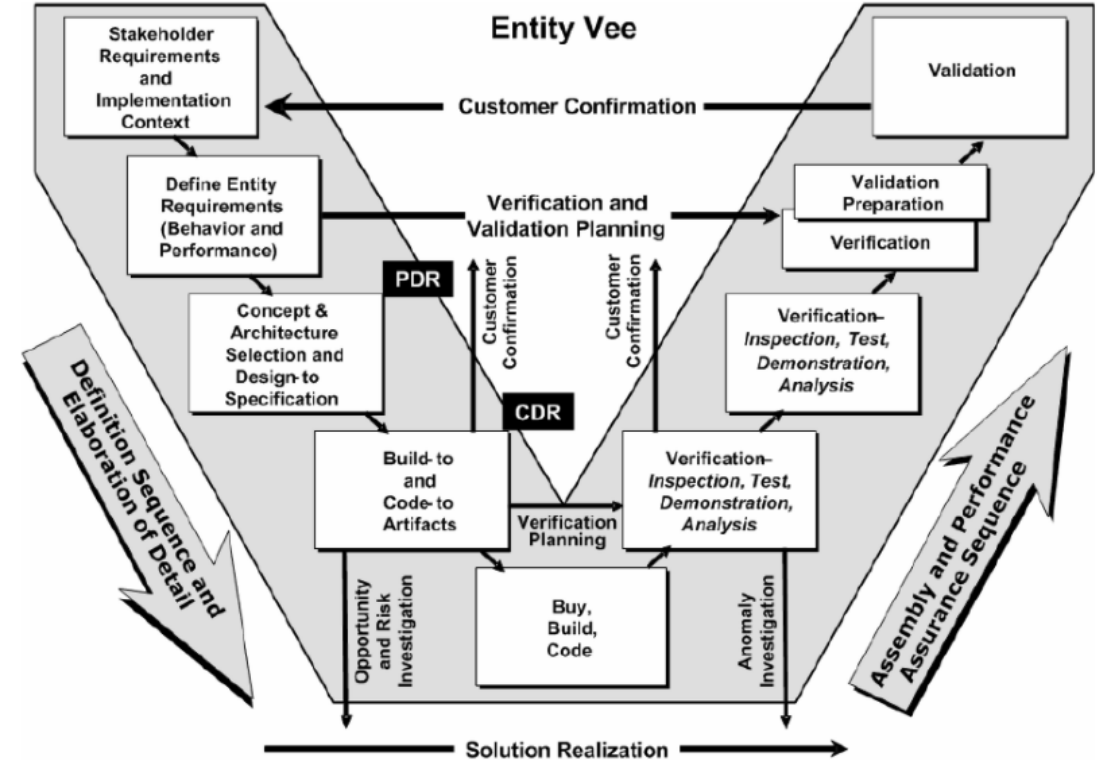 Entity Vee
Stakeholder
Requirements
and
Implementation
Context
Validation
Customer Confirmation
Define Entity
Requirements
(Behavior and
Performance)
Verification and
Validation Planning
Validation
Preparation
Verification
PDR
Customer
Confirmation
Customer
Confirmation
Concept &
Architecture
Selection and
Design-to
Specification
Verification–
Inspection, Test,
Demonstration,
Analysis
CDR
Build-to
and
Code-to
Artifacts
Verification
Planning
Verification–
Inspection, Test,
Demonstration,
Analysis
Buy,
Build,
Code
Opportunity
and Risk
Investigation
Anomaly
Investigation
Definition Sequence and
Elaboration of Detail
Assembly and Performance
Assurance Sequence
Solution Realization